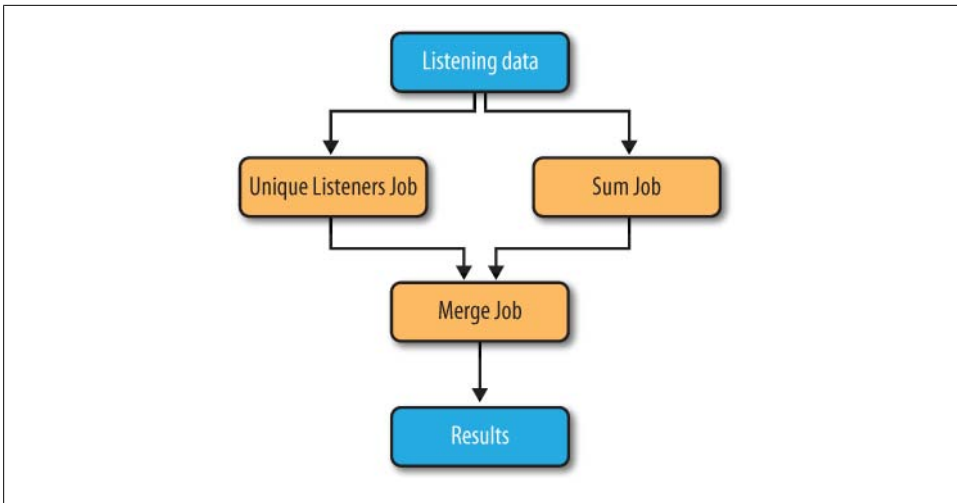 Listening data
Unique Listeners Job
Sum Job
Merge Job
Results